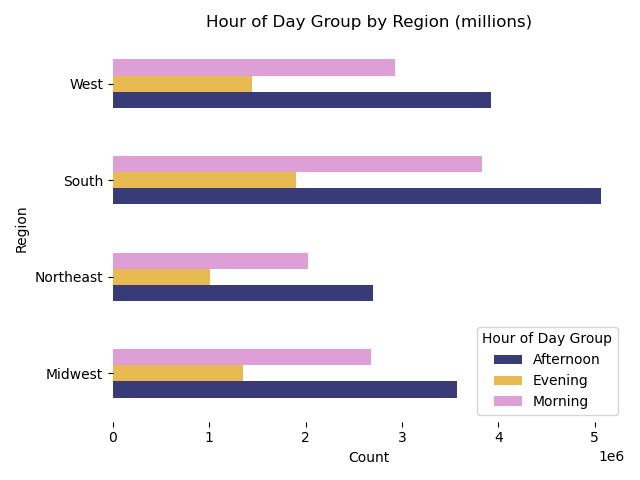 Hour of Day Group by Region (millions)
West
South
Northeast
Midwest
Region
Hour of Day Group
Afternoon
Evening
Morning
0 1 2 3 4 5
1e6
Count